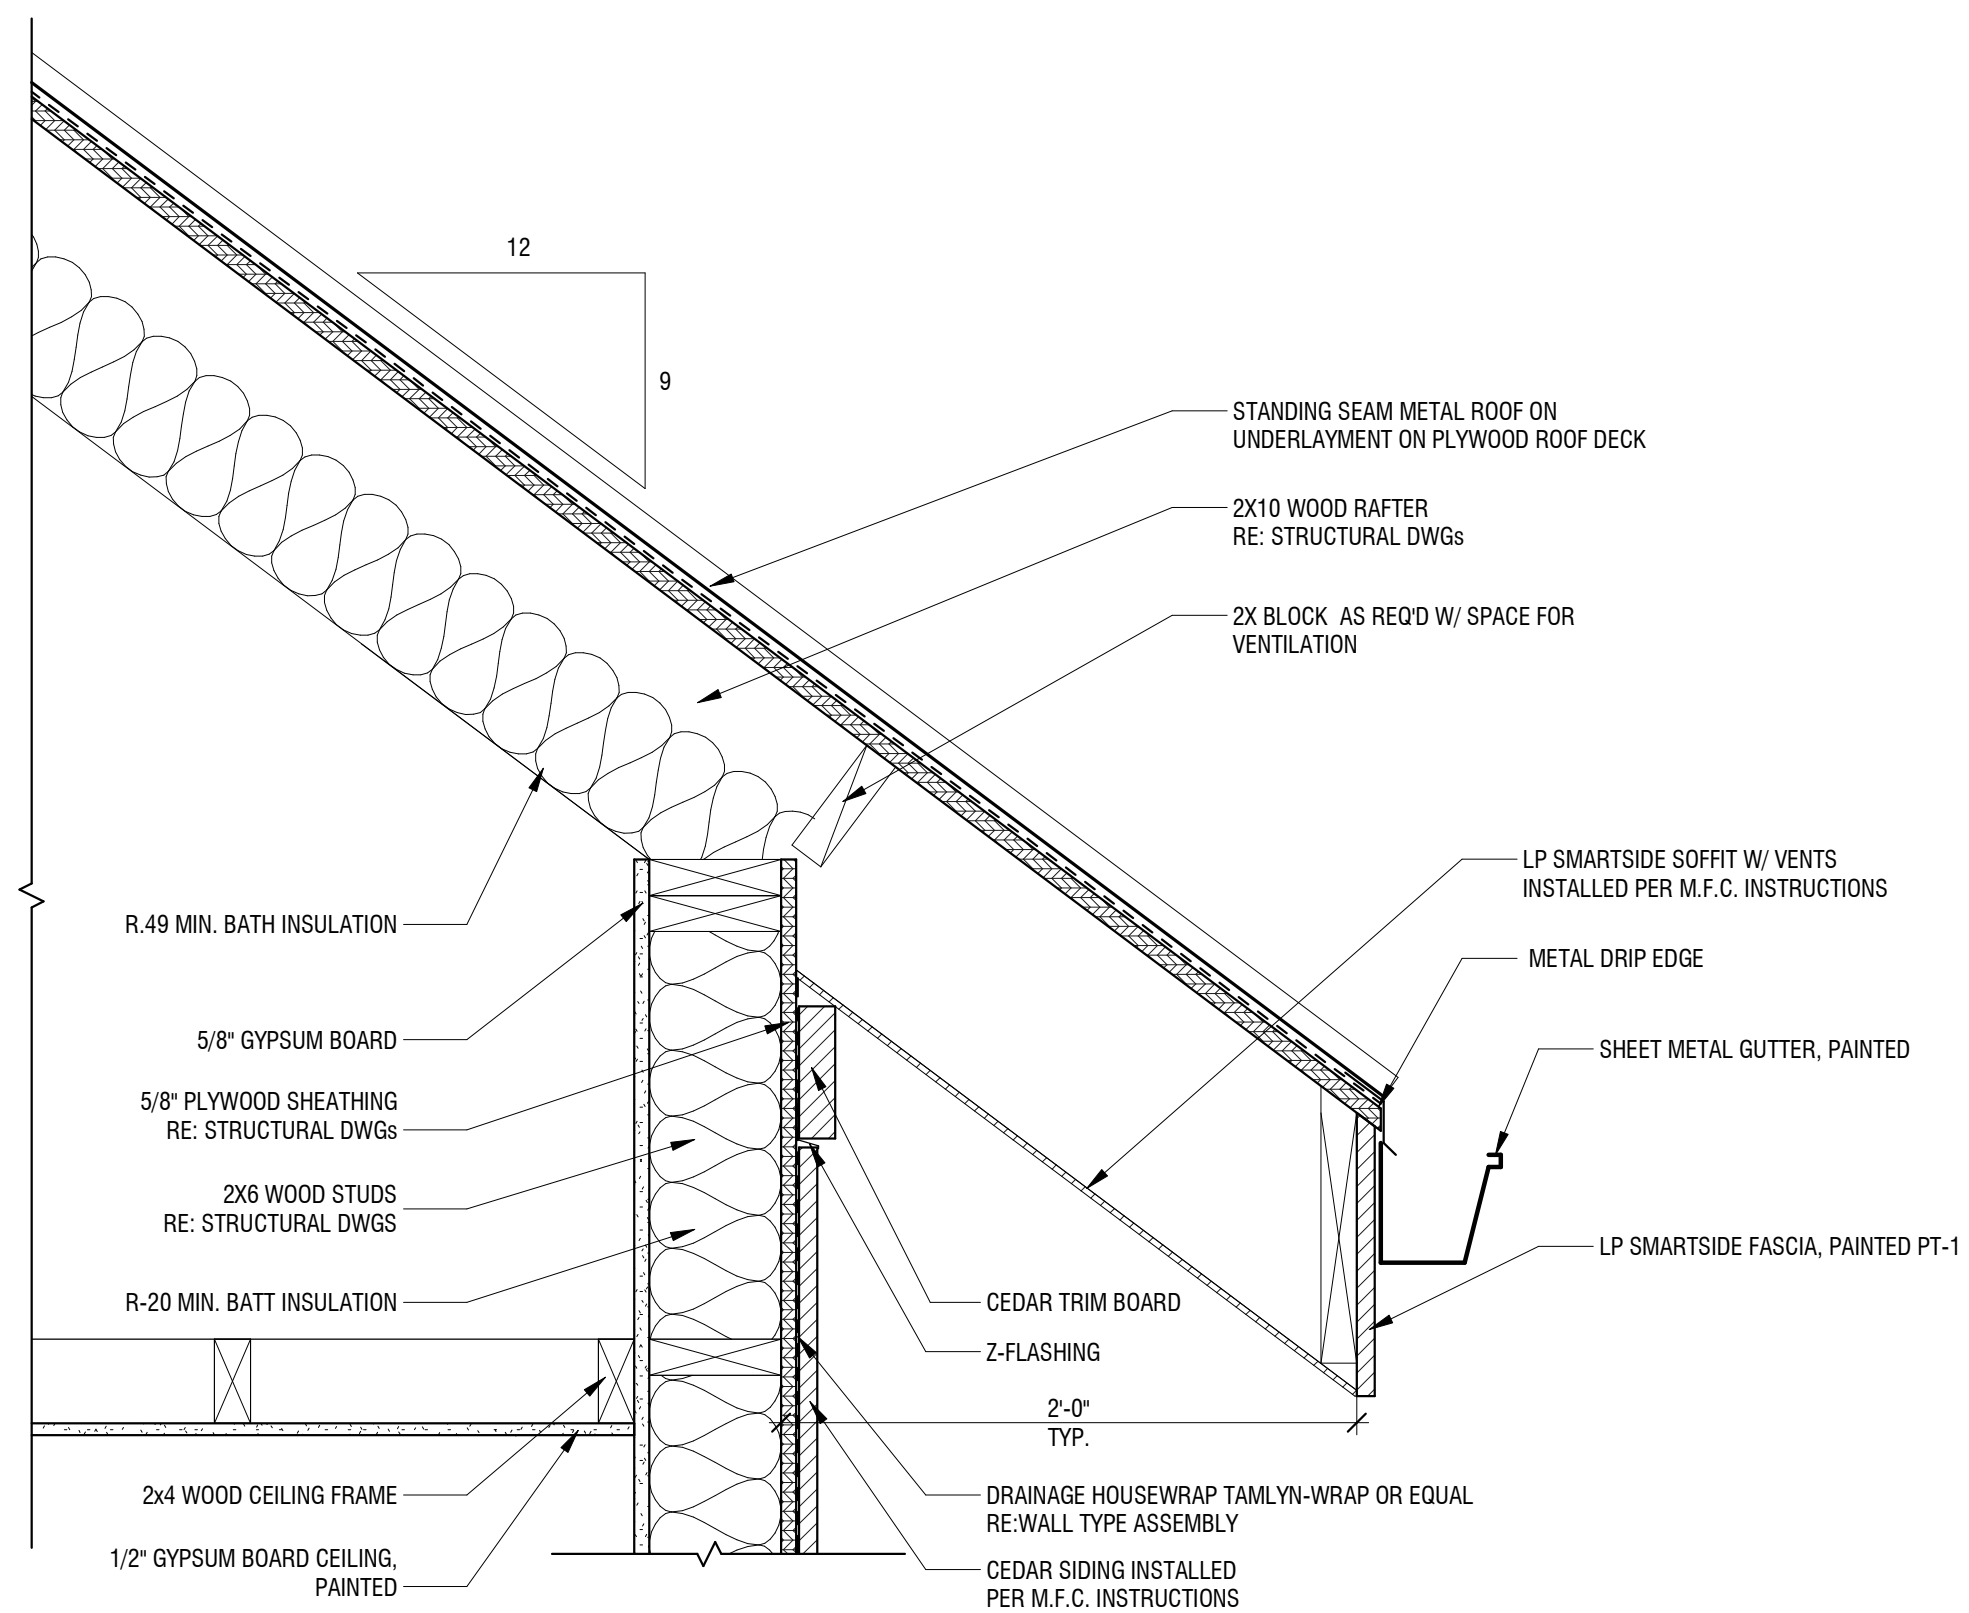 12
9
STANDING SEAM METAL ROOF ON
UNDERLAYMENT ON PLYWOOD ROOF DECK
2X10 WOOD RAFTER
RE: STRUCTURAL DWGs
2X BLOCK  AS REQ'D W/ SPACE FOR
VENTILATION
LP SMARTSIDE SOFFIT W/ VENTS
INSTALLED PER M.F.C. INSTRUCTIONS
METAL DRIP EDGE
SHEET METAL GUTTER, PAINTED
LP SMARTSIDE FASCIA, PAINTED PT-1
R.49 MIN. BATH INSULATION
5/8" GYPSUM BOARD
5/8" PLYWOOD SHEATHING
RE: STRUCTURAL DWGs
2X6 WOOD STUDS
RE: STRUCTURAL DWGS
R-20 MIN. BATT INSULATION
2x4 WOOD CEILING FRAME
1/2" GYPSUM BOARD CEILING,
PAINTED
CEDAR TRIM BOARD
Z-FLASHING
2'-0"
TYP.
DRAINAGE HOUSEWRAP TAMLYN-WRAP OR EQUAL
RE:WALL TYPE ASSEMBLY
CEDAR SIDING INSTALLED
PER M.F.C. INSTRUCTIONS